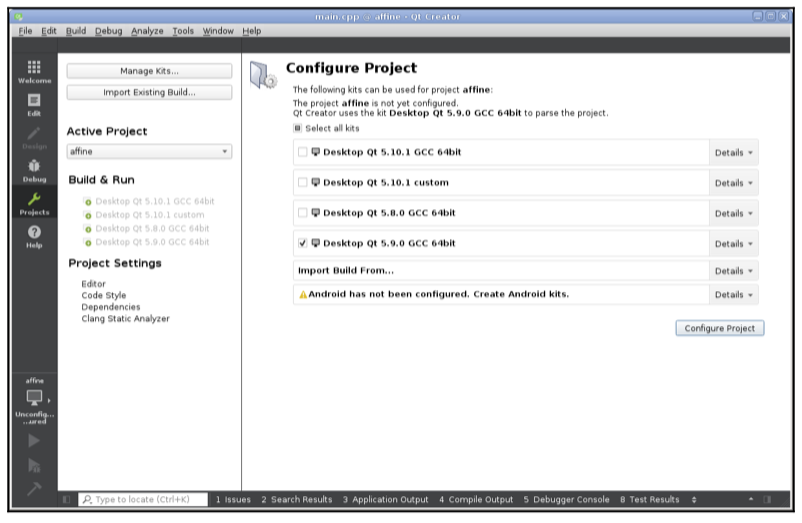 main.cpp @ affine - Qt Creator
File Edit Build Debug Analyze Tools Window Help
Welcome
Edit
Design
Debug
Projects
Help
affine
Unconfig...
...ured
Manage Kits...
Import Existing Build...
Active Project
affine
Build & Run
Desktop Qt 5.10.1 GCC 64bit
Desktop Qt 5.10.1 custom
Desktop Qt 5.8.0 GCC 64bit
Desktop Qt 5.9.0 GCC 64bit
Project Settings
Editor
Code Style
Dependencies
Clang Static Analyzer
Configure Project
The following kits can be used for project affine:
The project affine is not yet configured.
Qt Creator uses the kit Desktop Qt 5.9.0 GCC 64bit to parse the project.
Select all kits
Desktop Qt 5.10.1 GCC 64bit Details
Desktop Qt 5.10.1 custom Details
Desktop Qt 5.8.0 GCC 64bit Details
Desktop Qt 5.9.0 GCC 64bit Details
Import Build From... Details
Android has not been configured. Create Android kits. Details
Configure Project
Type to locate (Ctrl+K) 1 Issues 2 Search Results 3 Application Output 4 Compile Output 5 Debugger Console 8 Test Results